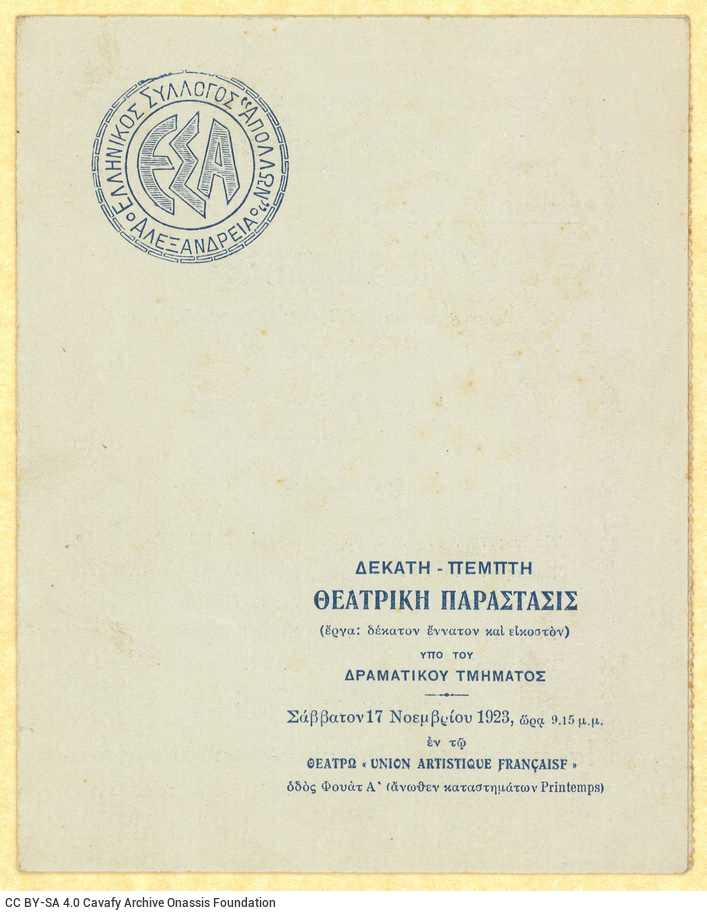 ΕΛΛΗΝΙΚΟΣ ΣΥΛΛΟΓΟΣ "ΑΠΟΛΛΩΝ"
ΑΛΕΞΑΝΔΡΕΙΑ
ΕΣΑ
ΔΕΚΑΤΗ - ΠΕΜΠΤΗ
ΘΕΑΤΡΙΚΗ ΠΑΡΑΣΤΑΣΙΣ
(ἔργα: δέκατον ἔννατον καὶ εἰκοστὸν)
ΥΠΟ ΤΟΥ
ΔΡΑΜΑΤΙΚΟΥ ΤΜΗΜΑΤΟΣ
Σάββατον 17 Νοεμβρίου 1923, ὥρᾳ 9.15 μ.μ.
ἐν τῷ
ΘΕΑΤΡΩ « UNION ARTISTIQUE FRANÇAISE »
ὁδὸς Φουὰτ Α` (ἄνωθεν καταστημάτων Printemps)
CC BY-SA 4.0 Cavafy Archive Onassis Foundation